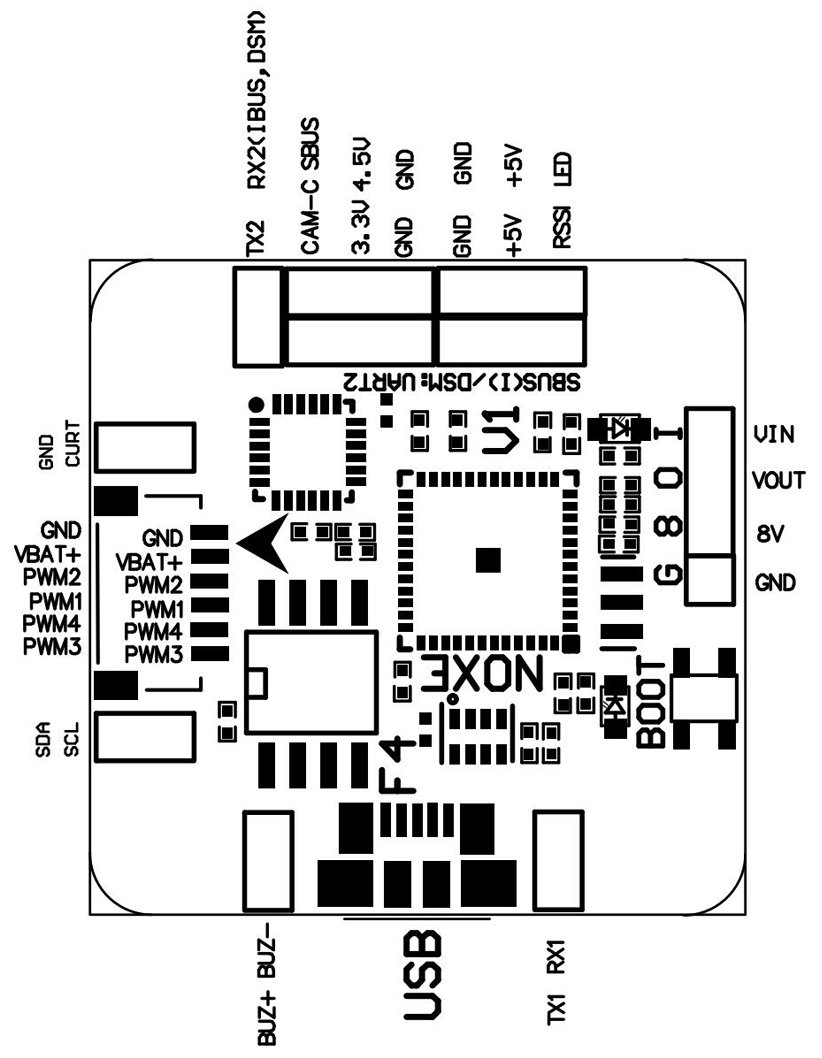 TX2 RX2(IBUS,DSM)
CAM-C SBUS
3.3V 4.5V
GND GND
GND GND
+5V +5V
RSSI LED
SBUS(I)/DSM:UART2
V1
GND
CURT
I
O
8
G
VIN
VOUT
8V
GND
GND
VBAT+
PWM2
PWM1
PWM4
PWM3
GND
VBAT+
PWM2
PWM1
PWM4
PWM3
NOXE
F4
BOOT
SDA
SCL
BUZ+ BUZ-
USB
TX1 RX1